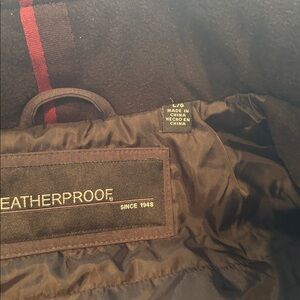 L/G
MADE IN
CHINA
HECHO EN
CHINA
EATHERPROOF®
SINCE 1948